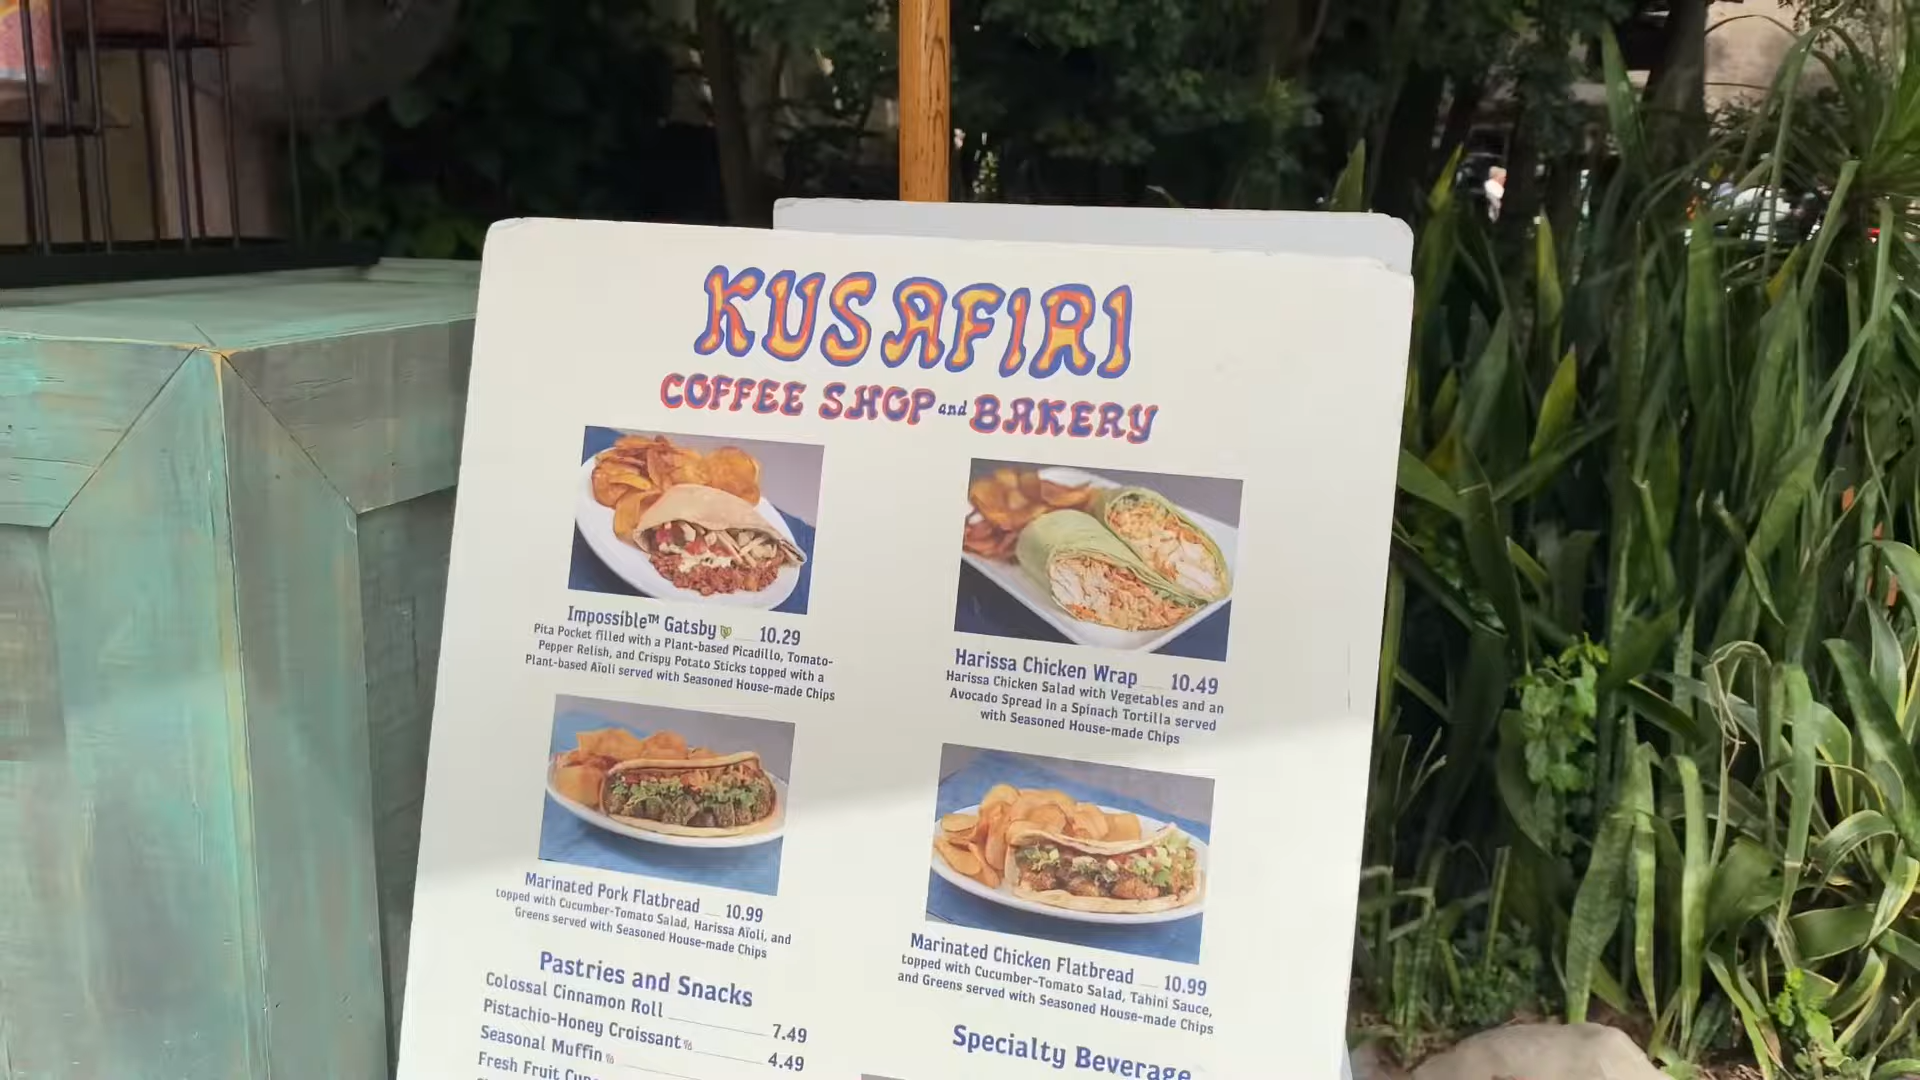 KUSAFIRI
COFFEE SHOP and BAKERY
Impossible™ Gatsby 10.29
Pita Pocket filled with a Plant-based Picadillo, Tomato-
Pepper Relish, and Crispy Potato Sticks topped with a
Plant-based Aïoli served with Seasoned House-made Chips
Harissa Chicken Wrap 10.49
Harissa Chicken Salad with Vegetables and an
Avocado Spread in a Spinach Tortilla served
with Seasoned House-made Chips
Marinated Pork Flatbread 10.99
topped with Cucumber-Tomato Salad, Harissa Aïoli, and
Greens served with Seasoned House-made Chips
Marinated Chicken Flatbread 10.99
topped with Cucumber-Tomato Salad, Tahini Sauce,
and Greens served with Seasoned House-made Chips
Pastries and Snacks
Colossal Cinnamon Roll 7.49
Pistachio-Honey Croissant 4.49
Seasonal Muffin
Fresh Fruit
Specialty Beverage